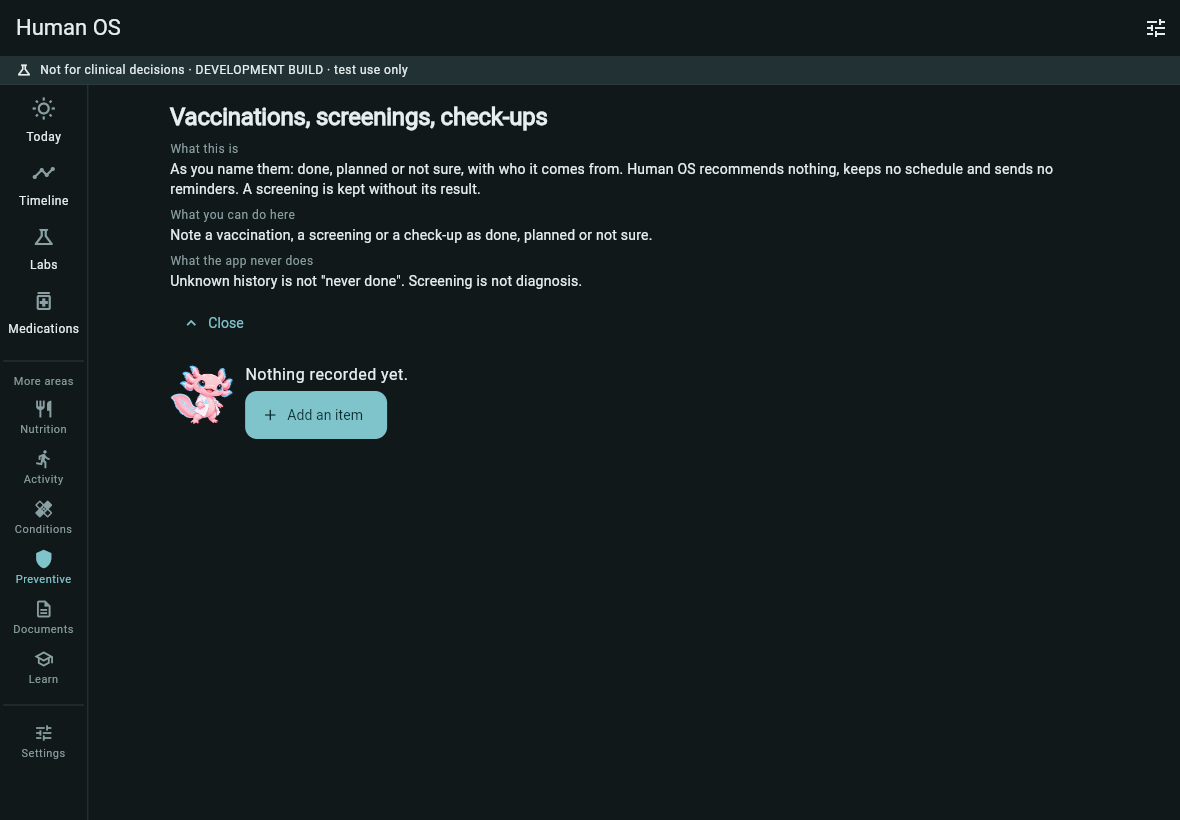 Human OS
Not for clinical decisions · DEVELOPMENT BUILD · test use only
Today
Timeline
Labs
Medications
More areas
Nutrition
Activity
Conditions
Preventive
Documents
Learn
Settings
Vaccinations, screenings, check-ups
What this is
As you name them: done, planned or not sure, with who it comes from. Human OS recommends nothing, keeps no schedule and sends no
reminders. A screening is kept without its result.
What you can do here
Note a vaccination, a screening or a check-up as done, planned or not sure.
What the app never does
Unknown history is not "never done". Screening is not diagnosis.
Close
Nothing recorded yet.
Add an item